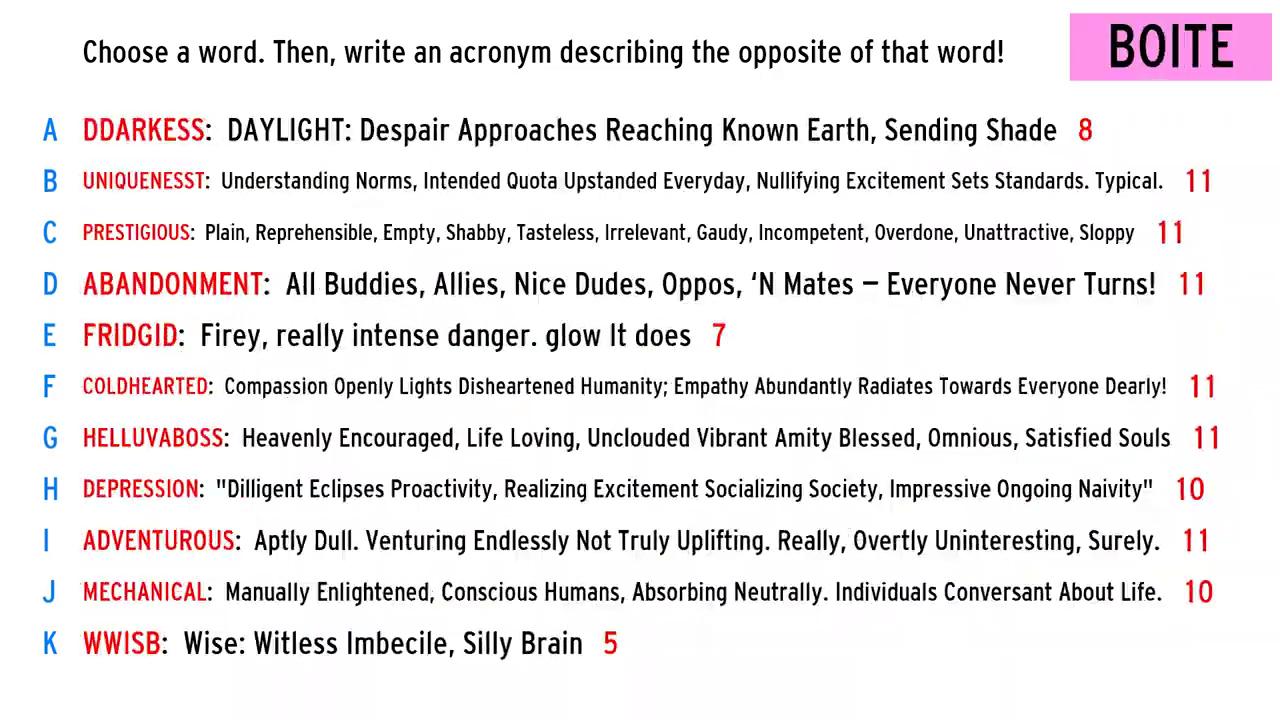 Choose a word. Then, write an acronym describing the opposite of that word!
BOITE
A DDARKESS: DAYLIGHT: Despair Approaches Reaching Known Earth, Sending Shade 8
B UNIQUENESST: Understanding Norms, Intended Quota Upstanded Everyday, Nullifying Excitement Sets Standards. Typical. 11
C PRESTIGIOUS: Plain, Reprehensible, Empty, Shabby, Tasteless, Irrelevant, Gaudy, Incompetent, Overdone, Unattractive, Sloppy 11
D ABANDONMENT: All Buddies, Allies, Nice Dudes, Oppos, ‘N Mates – Everyone Never Turns! 11
E FRIDGID: Firey, really intense danger. glow It does 7
F COLDHEARTED: Compassion Openly Lights Disheartened Humanity; Empathy Abundantly Radiates Towards Everyone Dearly! 11
G HELLUVABOSS: Heavenly Encouraged, Life Loving, Unclouded Vibrant Amity Blessed, Omnious, Satisfied Souls 11
H DEPRESSION: "Dilligent Eclipses Proactivity, Realizing Excitement Socializing Society, Impressive Ongoing Naivity" 10
I ADVENTUROUS: Aptly Dull. Venturing Endlessly Not Truly Uplifting. Really, Overtly Uninteresting, Surely. 11
J MECHANICAL: Manually Enlightened, Conscious Humans, Absorbing Neutrally. Individuals Conversant About Life. 10
K WWISB: Wise: Witless Imbecile, Silly Brain 5